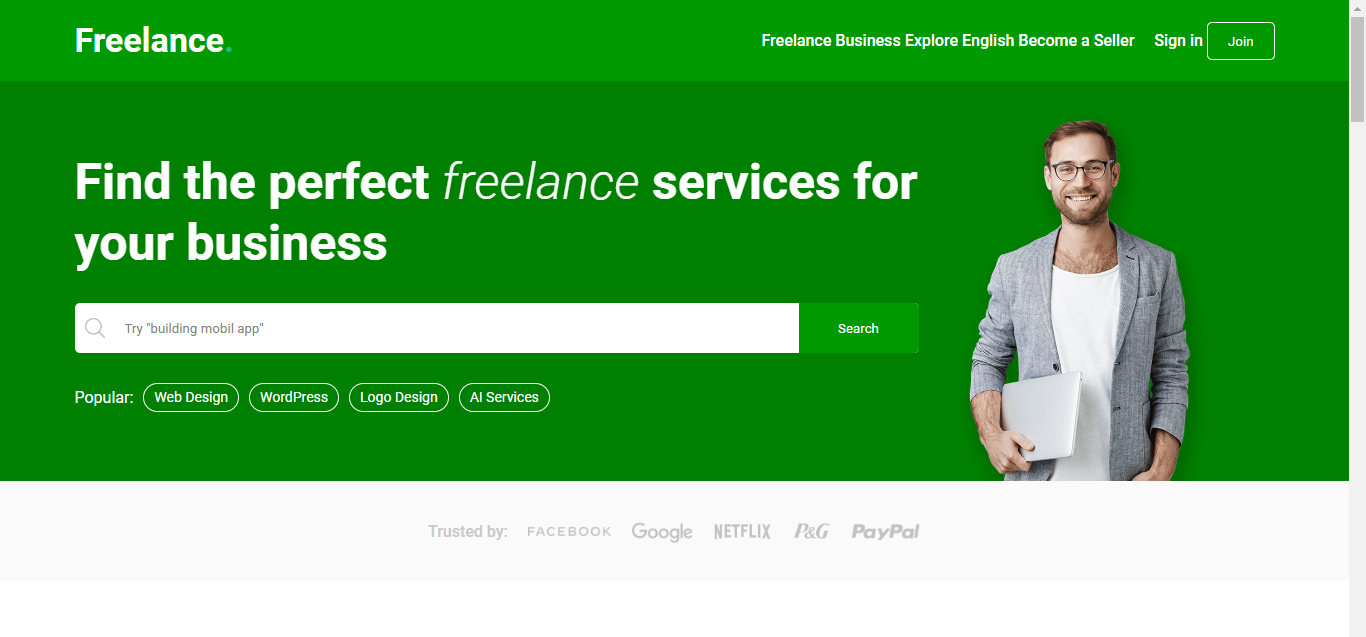 Freelance.
Freelance Business Explore English Become a Seller Sign in Join
Find the perfect freelance services for
your business
Try "building mobil app"
Search
Popular: Web Design WordPress Logo Design AI Services
Trusted by: FACEBOOK Google NETFLIX P&G PayPal